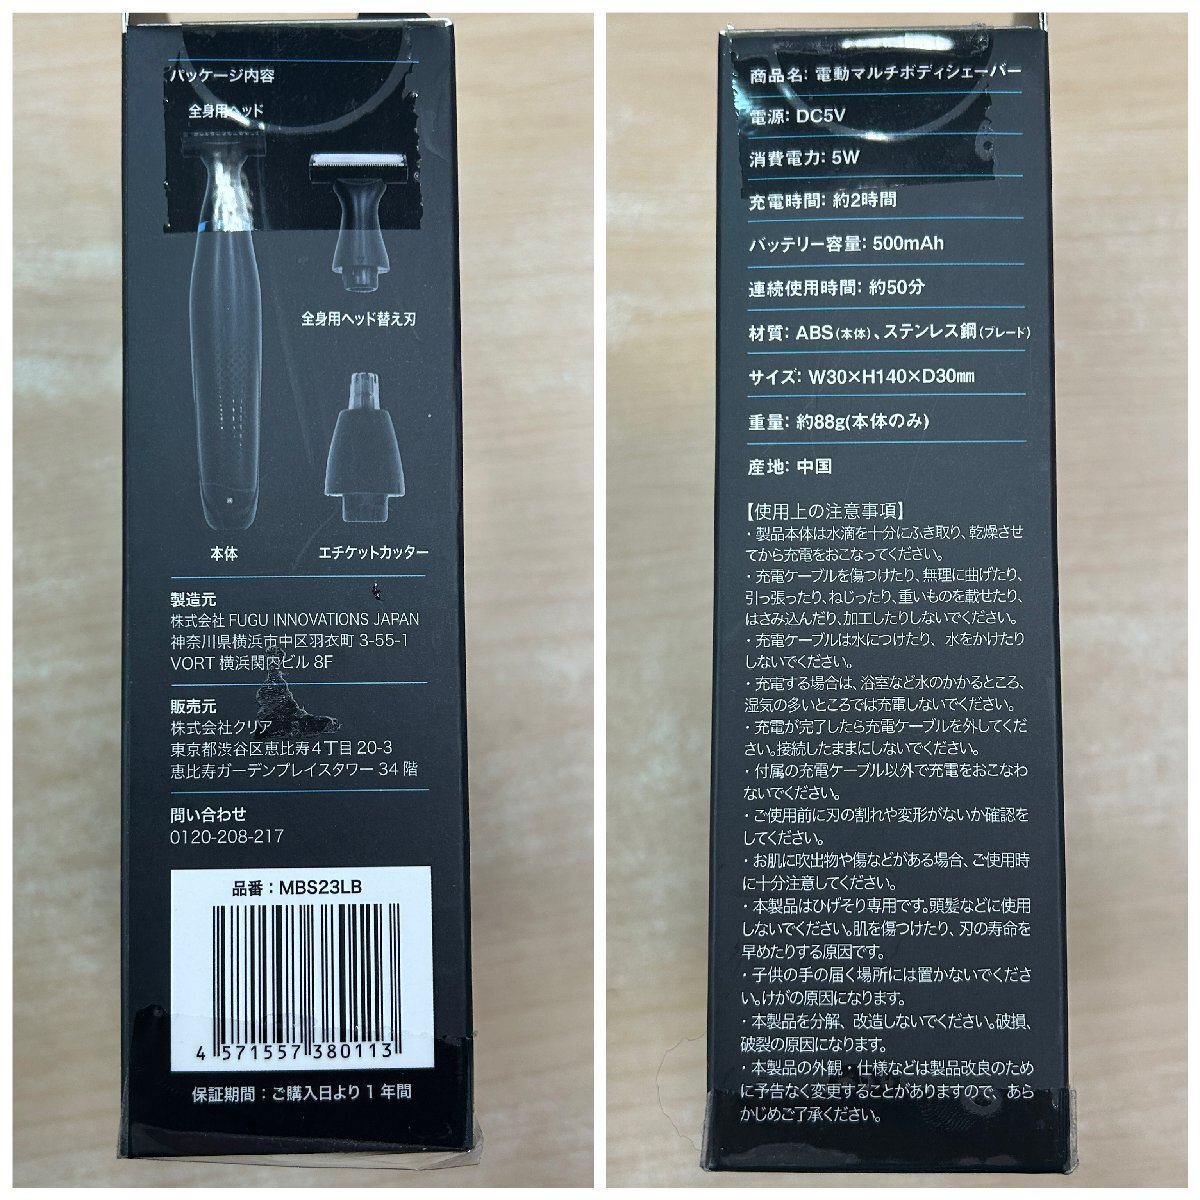 パッケージ内容
全身用ヘッド
全身用ヘッド替え刃
本体
エチケットカッター
製造元
株式会社 FUGU INNOVATIONS JAPAN
神奈川県横浜市中区羽衣町 3-55-1
VORT 横浜関内ビル 8F
販売元
株式会社クリア
東京都渋谷区恵比寿4丁目 20-3
恵比寿ガーデンプレイスタワー 34 階
問い合わせ
0120-208-217
品番：MBS23LB
4 571557 380113
保証期間：ご購入日より 1 年間
商品名：電動マルチボディシェーバー
電源：DC5V
消費電力：5W
充電時間：約2時間
バッテリー容量：500mAh
連続使用時間：約50分
材質：ABS(本体)、ステンレス鋼(ブレード)
サイズ：W30×H140×D30mm
重量：約88g(本体のみ)
産地：中国
【使用上の注意事項】
・製品本体は水滴を十分にふき取り、乾燥させ
てから充電をおこなってください。
・充電ケーブルを傷つけたり、無理に曲げたり、
引っ張ったり、ねじったり、重いものを載せたり、
はさみ込んだり、加工したりしないでください。
・充電ケーブルは水につけたり、水をかけたり
しないでください。
・充電する場合は、浴室など水のかかるところ、
湿気の多いところでは充電しないでください。
・充電が完了したら充電ケーブルを外してくだ
さい。接続したままにしないでください。
・付属の充電ケーブル以外で充電をおこなわ
ないでください。
・ご使用前に刃の割れや変形がないか確認を
してください。
・お肌に吹出物や傷などがある場合、ご使用時
に十分注意してください。
・本製品はひげそり専用です。頭髪などに使用
しないでください。肌を傷つけたり、刃の寿命を
早めたりする原因です。
・子供の手の届く場所には置かないでくださ
い。けがの原因になります。
・本製品を分解、改造しないでください。破損、
破裂の原因になります。
・本製品の外観・仕様などは製品改良のため
に予告なく変更することがありますので、あら
かじめご了承ください。